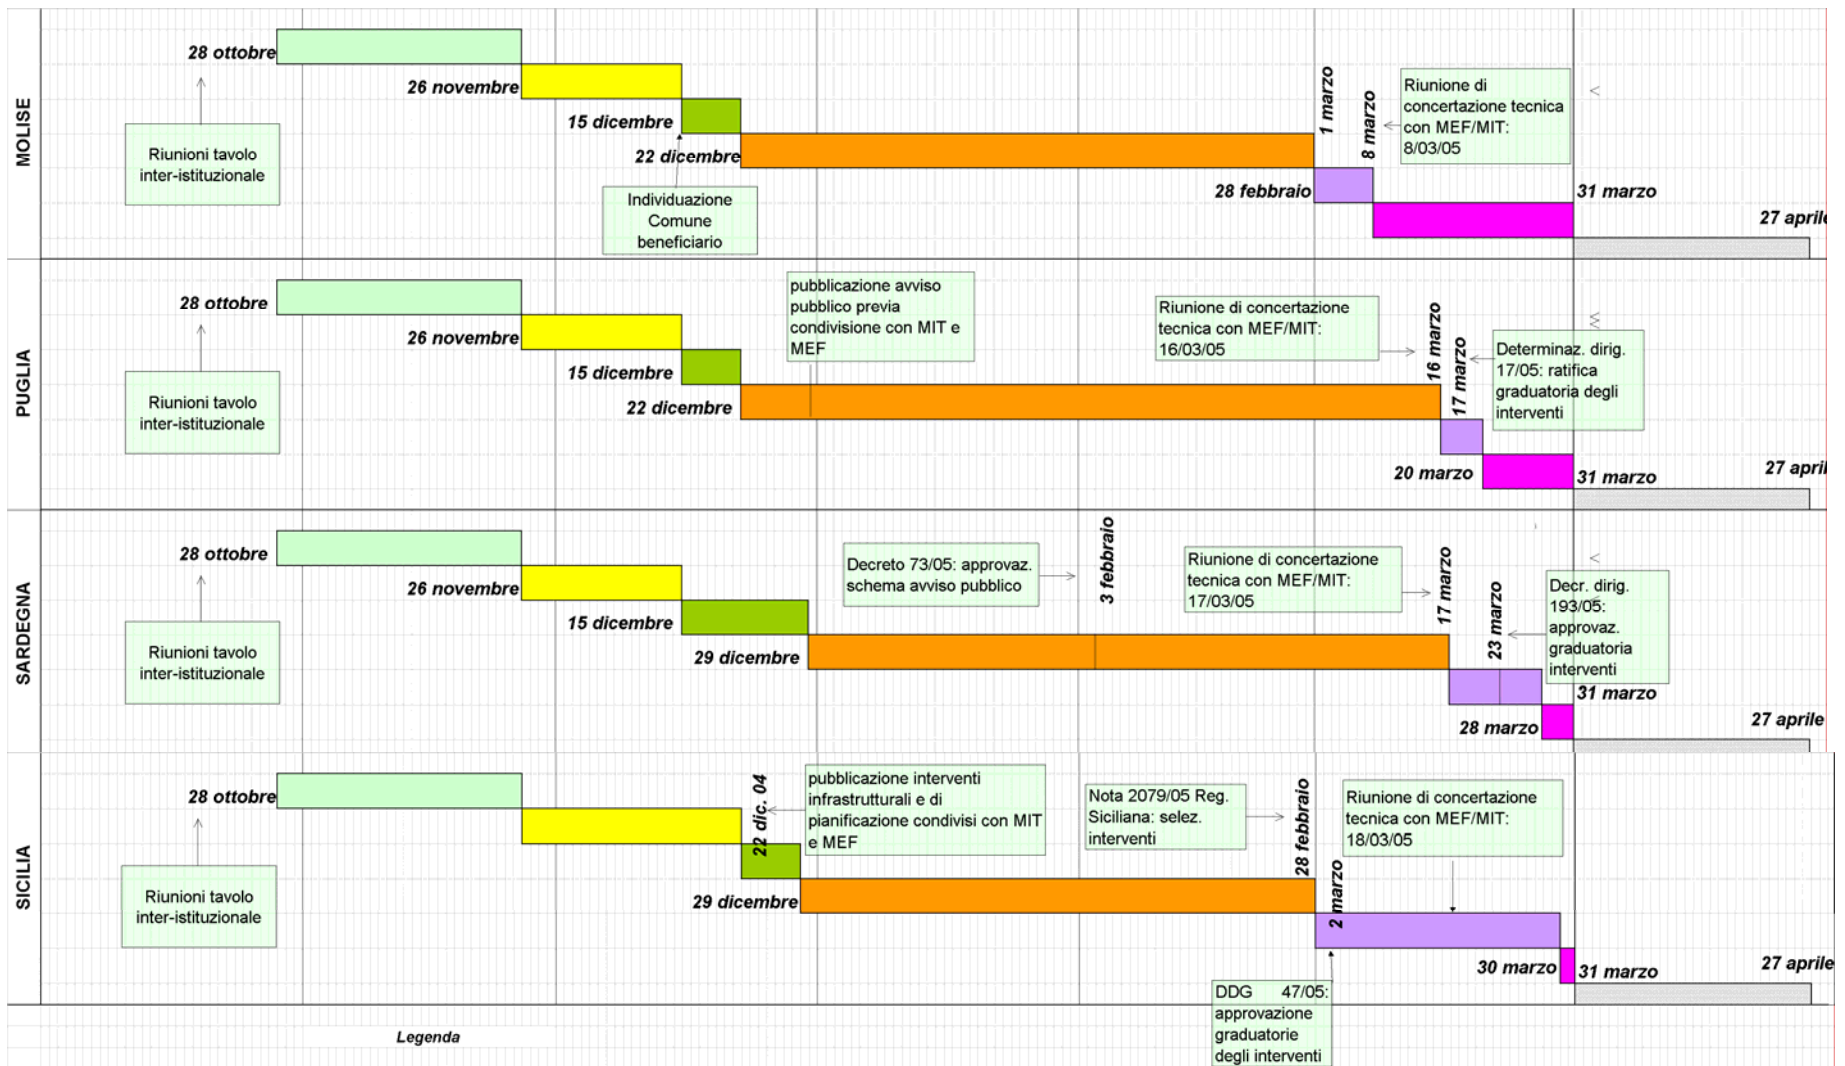 MOLISE
28 ottobre
26 novembre
15 dicembre
22 dicembre
28 febbraio
1 marzo
8 marzo
31 marzo
27 aprile
Riunioni tavolo
inter-istituzionale
Individuazione
Comune
beneficiario
Riunione di
concertazione tecnica
con MEF/MIT:
8/03/05
PUGLIA
28 ottobre
26 novembre
15 dicembre
22 dicembre
20 marzo
16 marzo
17 marzo
31 marzo
27 april
Riunioni tavolo
inter-istituzionale
pubblicazione avviso
pubblico previa
condivisione con MIT e
MEF
Riunione di concertazione
tecnica con MEF/MIT:
16/03/05
Determinaz. dirig.
17/05: ratifica
graduatoria degli
interventi
SARDEGNA
28 ottobre
26 novembre
15 dicembre
29 dicembre
28 marzo
3 febbraio
17 marzo
23 marzo
31 marzo
27 aprile
Riunioni tavolo
inter-istituzionale
Decreto 73/05: approvaz.
schema avviso pubblico
Riunione di concertazione
tecnica con MEF/MIT:
17/03/05
Decr. dirig.
193/05:
approvaz.
graduatoria
interventi
SICILIA
28 ottobre
29 dicembre
30 marzo
22 dic. 04
28 febbraio
2 marzo
31 marzo
27 aprile
Riunioni tavolo
inter-istituzionale
pubblicazione interventi
infrastrutturali e di
pianificazione condivisi con MIT
e MEF
Nota 2079/05 Reg.
Siciliana: selez.
interventi
Riunione di concertazione
tecnica con MEF/MIT:
18/03/05
DDG 47/05:
approvazione
graduatorie
degli interventi
Legenda